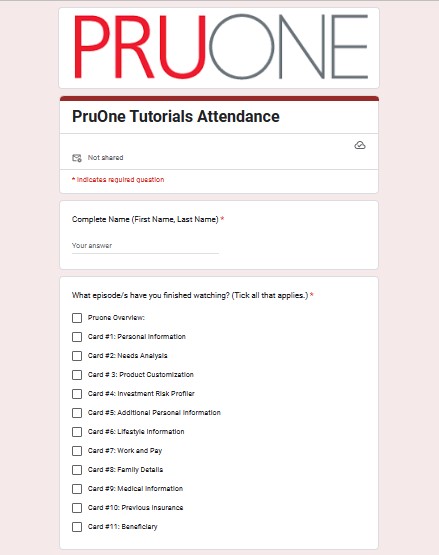 PRUONE
PruOne Tutorials Attendance
Not shared
* Indicates required question
Complete Name (First Name, Last Name) *
Your answer
What episode/s have you finished watching? (Tick all that applies.) *
Pruone Overview:
Card #1: Personal Information
Card #2: Needs Analysis
Card # 3: Product Customization
Card #4: Investment Risk Profiler
Card #5: Additional Personal Information
Card #6: Lifestyle Information
Card #7: Work and Pay
Card #8: Family Details
Card #9: Medical Information
Card #10: Previous Insurance
Card #11: Beneficiary